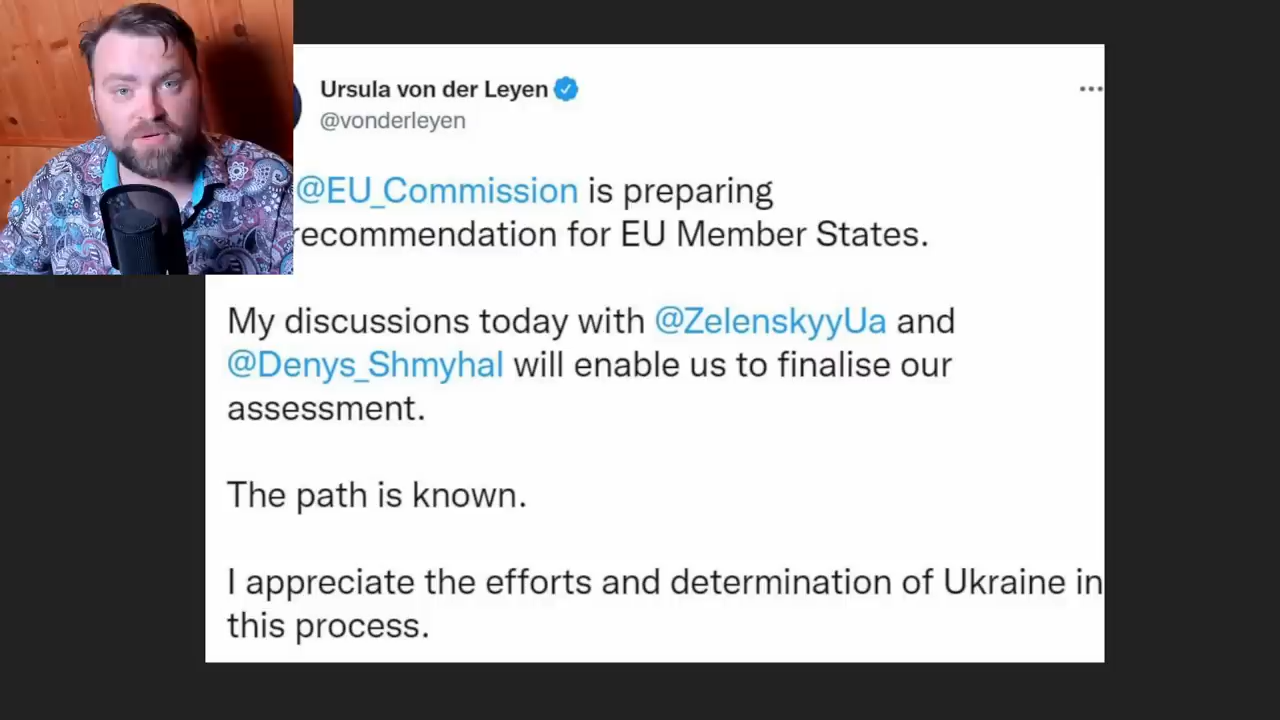 Ursula von der Leyen
@vonderleyen
@EU_Commission is preparing
recommendation for EU Member States.
My discussions today with @ZelenskyyUa and
@Denys_Shmyhal will enable us to finalise our
assessment.
The path is known.
I appreciate the efforts and determination of Ukraine in
this process.